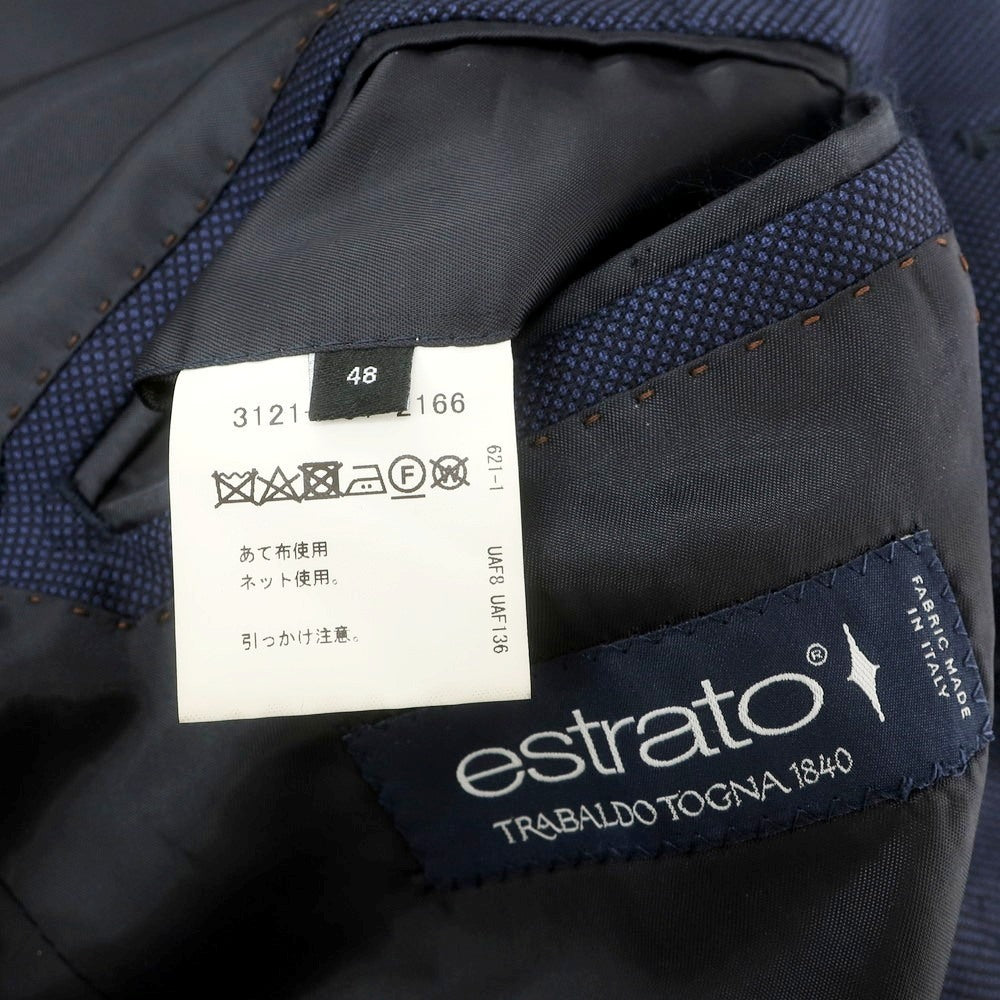 48
3121- 2166
F W
621-1
あて布使用
ネット使用。
UAF8 UAF136
引っかけ注意。
FABRIC MADE
IN ITALY
estrato®
TRABALDO TOGNA 1840